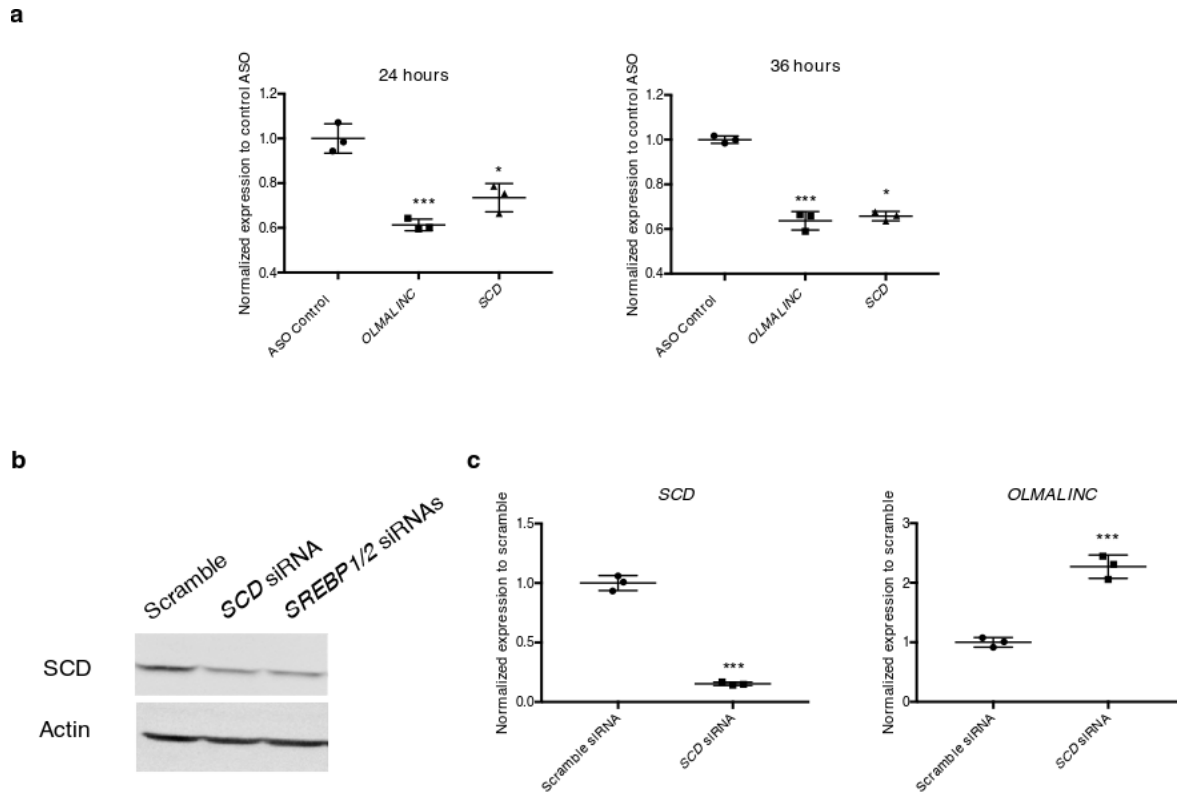 a
24 hours
Normalized expression to control ASO
1.2
1.0
0.8
0.6
0.4
***
*
ASO Control
OLMALINC
SCD
36 hours
Normalized expression to control ASO
1.2
1.0
0.8
0.6
0.4
***
*
ASO Control
OLMALINC
SCD
b
Scramble
SCD siRNA
SREBP1/2 siRNAs
SCD
Actin
c
SCD
Normalized expression to scramble
1.5
1.0
0.5
0.0
***
Scramble siRNA
SCD siRNA
OLMALINC
Normalized expression to scramble
3
2
1
0
***
Scramble siRNA
SCD siRNA